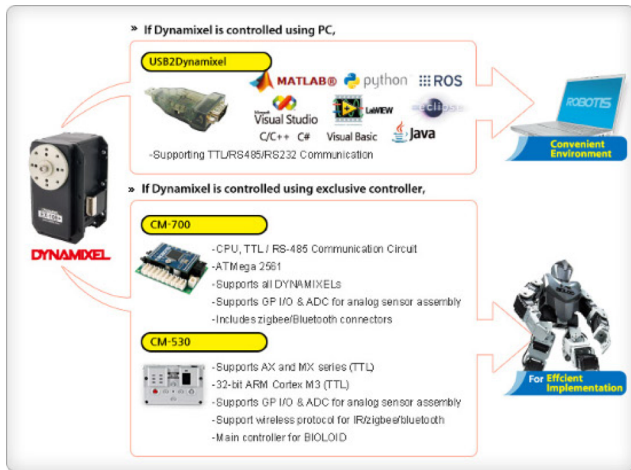 » If Dynamixel is controlled using PC,
USB2Dynamixel
MATLAB®
python
ROS
Microsoft
Visual Studio
LabVIEW
eclipse
C/C++ C#
Visual Basic
Java
-Supporting TTL/RS485/RS232 Communication
ROBOTIS
Convenient
Environment
» If Dynamixel is controlled using exclusive controller,
DYNAMIXEL
CM-700
-CPU, TTL / RS-485 Communication Circuit
-ATMega 2561
-Supports all DYNAMIXELs
-Supports GP I/O & ADC for analog sensor assembly
-Includes zigbee/Bluetooth connectors
CM-530
-Supports AX and MX series (TTL)
-32-bit ARM Cortex M3 (TTL)
-Supports GP I/O & ADC for analog sensor assembly
-Support wireless protocol for IR/zigbee/bluetooth
-Main controller for BIOLOID
For Effcient
Implementation